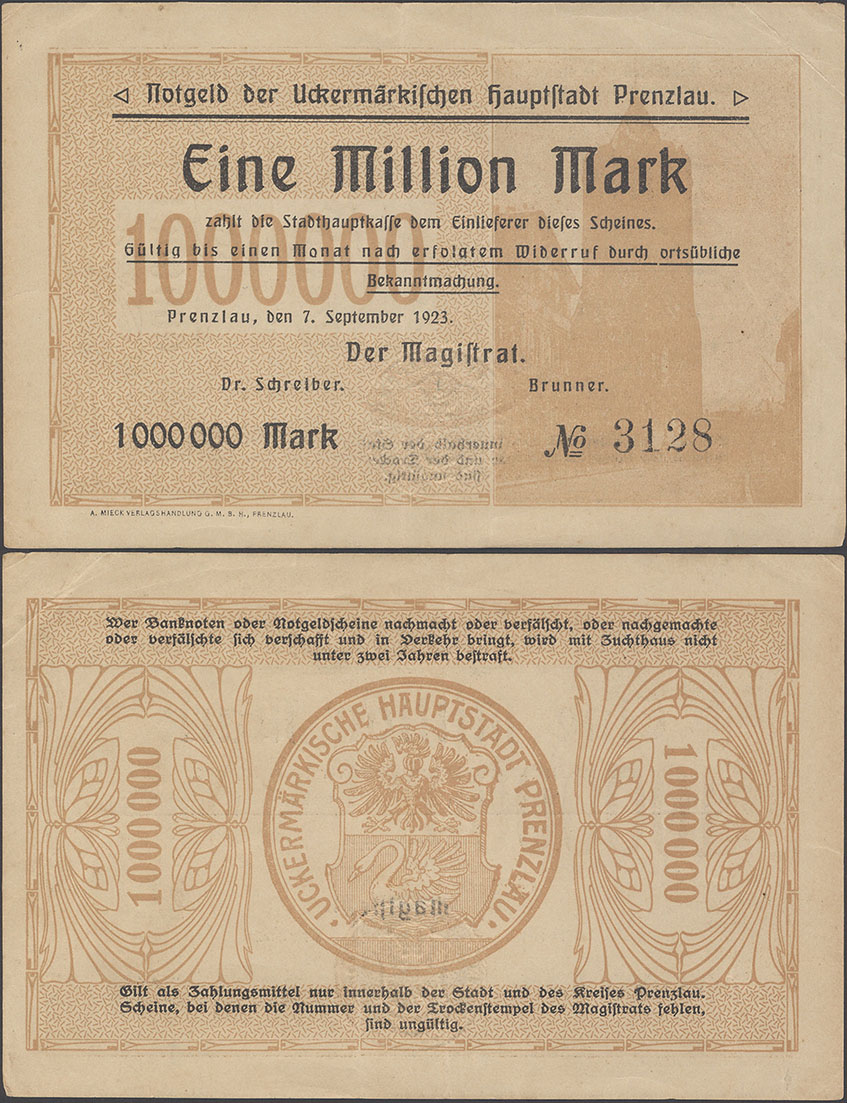 Notgeld der Uckermärkischen Hauptstadt Prenzlau.
Eine Million Mark
1000000
zahlt die Stadthauptkasse dem Einlieferer dieses Scheines.
Gültig bis einen Monat nach erfolgtem Widerruf durch ortsübliche
Bekanntmachung.
Prenzlau, den 7. September 1923.
Der Magistrat.
Dr. Schreiber. Brunner.
1000000 Mark № 3128
A. MIECK VERLAGSHANDLUNG G. M. B. H., PRENZLAU.
Wer Banknoten oder Notgeldscheine nachmacht oder verfälscht, oder nachgemachte
oder verfälschte sich verschafft und in Verkehr bringt, wird mit Zuchthaus nicht
unter zwei Jahren bestraft.
1000000
UCKERMÄRKISCHE HAUPTSTADT PRENZLAU
1000000
Gilt als Zahlungsmittel nur innerhalb der Stadt und des Kreises Prenzlau.
Scheine, bei denen die Nummer und der Trockenstempel des Magistrats fehlen,
sind ungültig.